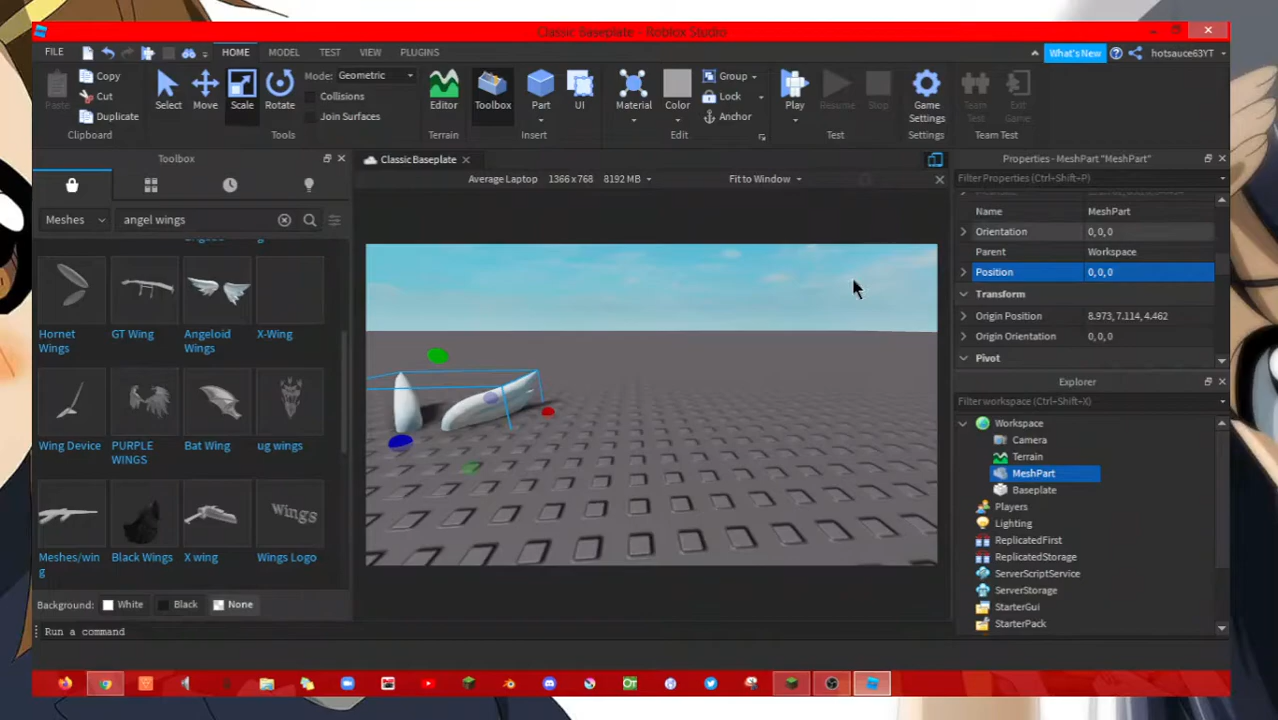 Classic Baseplate - Roblox Studio
FILE HOME MODEL TEST VIEW PLUGINS What's New hotsauce63YT
Paste Copy Cut Duplicate
Clipboard
Select Move Scale Rotate
Mode: Geometric
Collisions
Join Surfaces
Tools
Editor
Terrain
Toolbox Part UI
Insert
Material Color
Group
Lock
Anchor
Edit
Play Resume Stop
Test
Game Settings
Settings
Team Test Exit Game
Team Test
Toolbox
Meshes angel wings
Hornet Wings
GT Wing
Angeloid Wings
X-Wing
Wing Device
PURPLE WINGS
Bat Wing
ug wings
Wings
Meshes/wing
Black Wings
X wing
Wings Logo
Background: White Black None
Run a command
Classic Baseplate
Average Laptop 1366x768 8192 MB Fit to Window
Properties - MeshPart "MeshPart"
Filter Properties (Ctrl+Shift+P)
Name MeshPart
Orientation 0, 0, 0
Parent Workspace
Position 0, 0, 0
Transform
Origin Position 8.973, 7.114, 4.462
Origin Orientation 0, 0, 0
Pivot
Explorer
Filter workspace (Ctrl+Shift+X)
Workspace
Camera
Terrain
MeshPart
Baseplate
Players
Lighting
ReplicatedFirst
ReplicatedStorage
ServerScriptService
ServerStorage
StarterGui
StarterPack